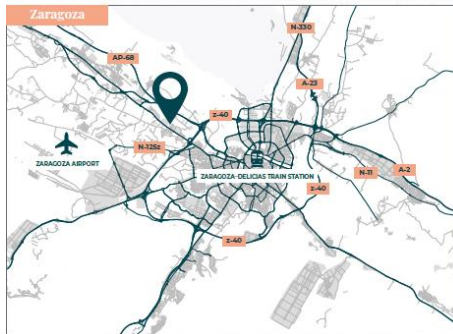 Zaragoza
N-330
AP-68
A-23
z-40
N-125z
ZARAGOZA AIRPORT
ZARAGOZA-DELICIAS TRAIN STATION
N-11
A-2
z-40
z-40